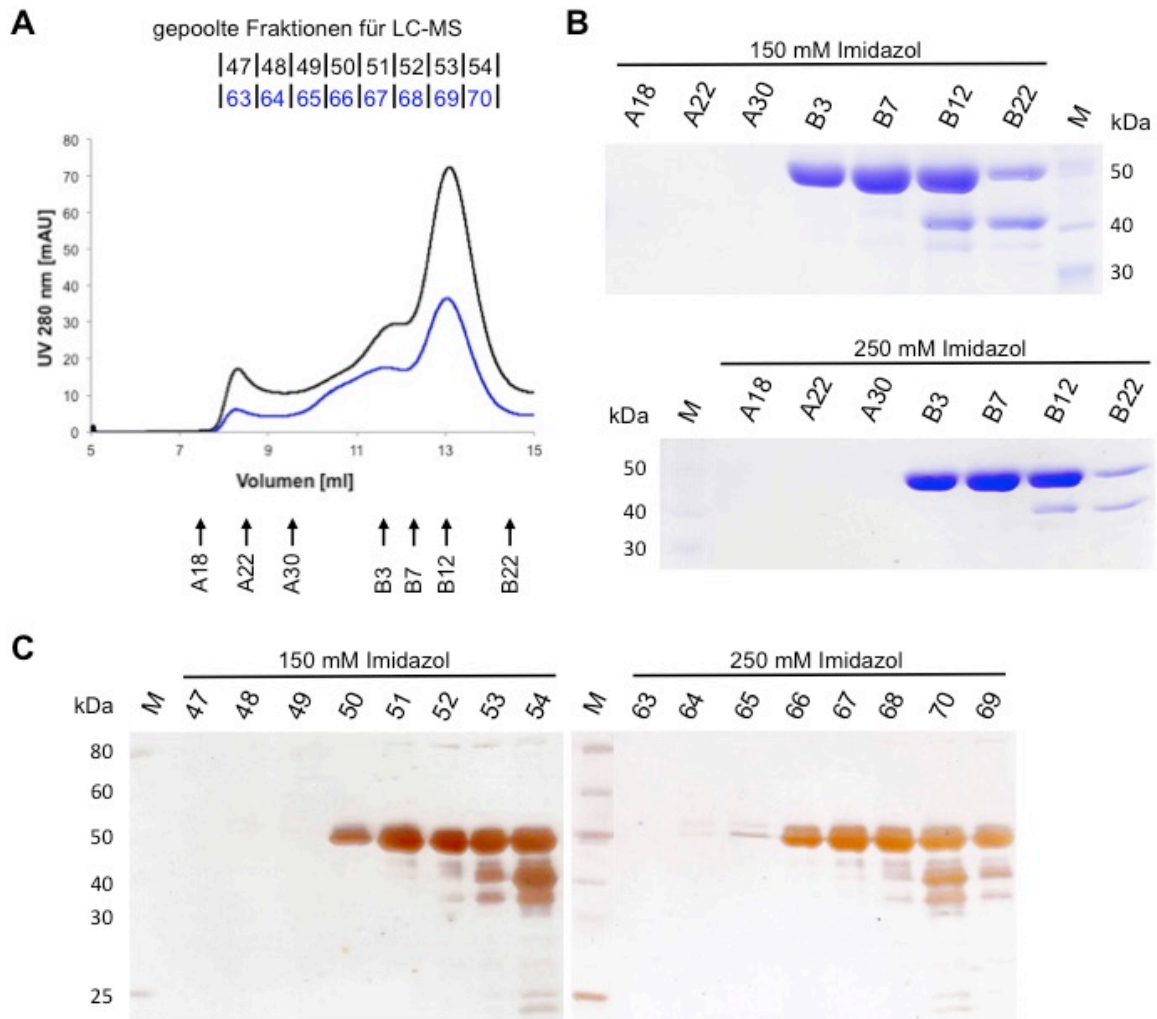 A
gepoolte Fraktionen für LC-MS
|47|48|49|50|51|52|53|54|
|63|64|65|66|67|68|69|70|
80
70
60
50
40
30
20
10
0
UV 280 nm [mAU]
5 7 9 11 13 15
Volumen [ml]
A18 A22 A30 B3 B7 B12 B22
B
150 mM Imidazol
A18 A22 A30 B3 B7 B12 B22 M kDa
50
40
30
250 mM Imidazol
kDa M A18 A22 A30 B3 B7 B12 B22
50
40
30
C
150 mM Imidazol 250 mM Imidazol
kDa M 47 48 49 50 51 52 53 54 M 63 64 65 66 67 68 70 69
80
60
50
40
30
25